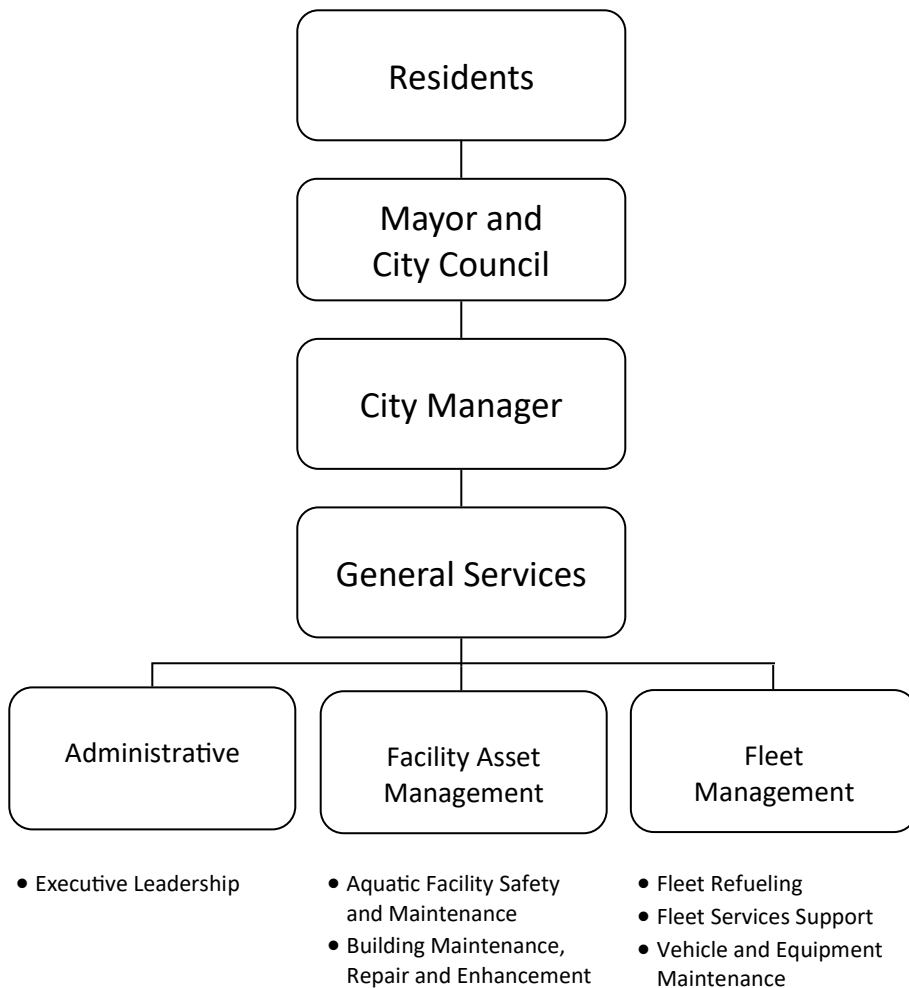 Residents
Mayor and
City Council
City Manager
General Services
Administrative
Facility Asset
Management
Fleet
Management
• Executive Leadership
• Aquatic Facility Safety
and Maintenance
• Building Maintenance,
Repair and Enhancement
• Fleet Refueling
• Fleet Services Support
• Vehicle and Equipment
Maintenance